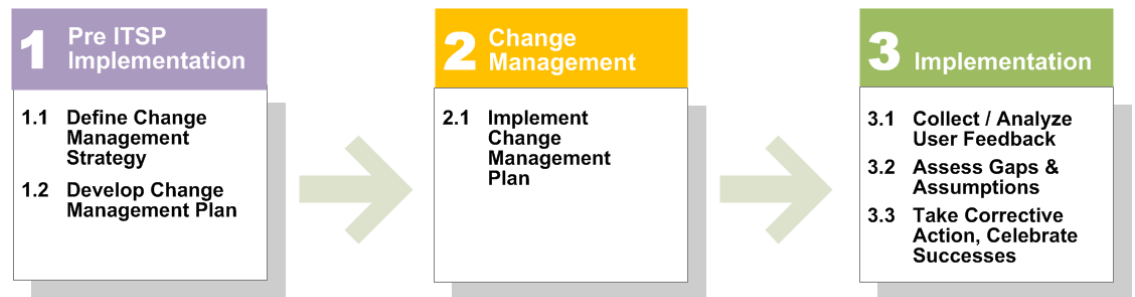 1 Pre ITSP
Implementation
1.1 Define Change
Management
Strategy
1.2 Develop Change
Management Plan
2 Change
Management
2.1 Implement
Change
Management
Plan
3 Implementation
3.1 Collect / Analyze
User Feedback
3.2 Assess Gaps &
Assumptions
3.3 Take Corrective
Action, Celebrate
Successes